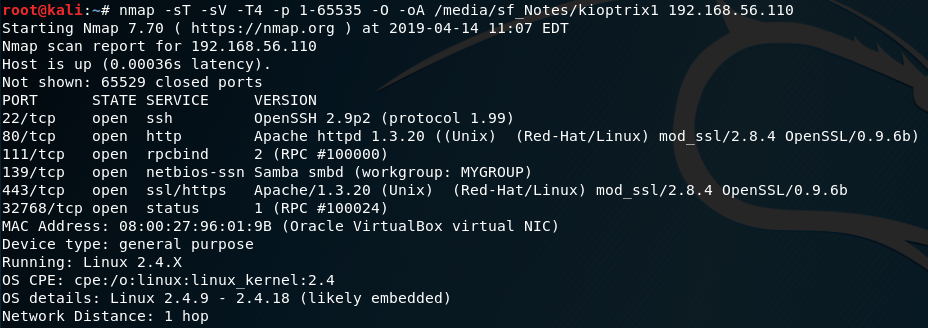 root@kali:~# nmap -sT -sV -T4 -p 1-65535 -O -oA /media/sf_Notes/kioptrix1 192.168.56.110
Starting Nmap 7.70 ( https://nmap.org ) at 2019-04-14 11:07 EDT
Nmap scan report for 192.168.56.110
Host is up (0.00036s latency).
Not shown: 65529 closed ports
PORT      STATE SERVICE     VERSION
22/tcp    open  ssh         OpenSSH 2.9p2 (protocol 1.99)
80/tcp    open  http        Apache httpd 1.3.20 ((Unix)  (Red-Hat/Linux) mod_ssl/2.8.4 OpenSSL/0.9.6b)
111/tcp   open  rpcbind     2 (RPC #100000)
139/tcp   open  netbios-ssn Samba smbd (workgroup: MYGROUP)
443/tcp   open  ssl/https   Apache/1.3.20 (Unix)  (Red-Hat/Linux) mod_ssl/2.8.4 OpenSSL/0.9.6b
32768/tcp open  status      1 (RPC #100024)
MAC Address: 08:00:27:96:01:9B (Oracle VirtualBox virtual NIC)
Device type: general purpose
Running: Linux 2.4.X
OS CPE: cpe:/o:linux:linux_kernel:2.4
OS details: Linux 2.4.9 - 2.4.18 (likely embedded)
Network Distance: 1 hop